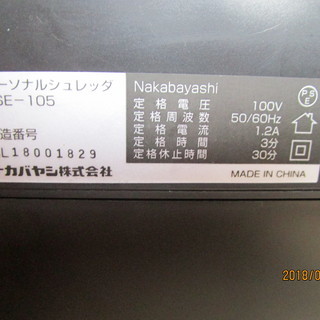 ーソナルシュレッダ
SE-105
造番号
L18001829
ナカバヤシ株式会社
Nakabayashi
定格電圧 100V
定格周波数 50/60Hz
定格電流 1.2A
定格時間 3分
定格休止時間 30分
PSE
MADE IN CHINA
2018/0